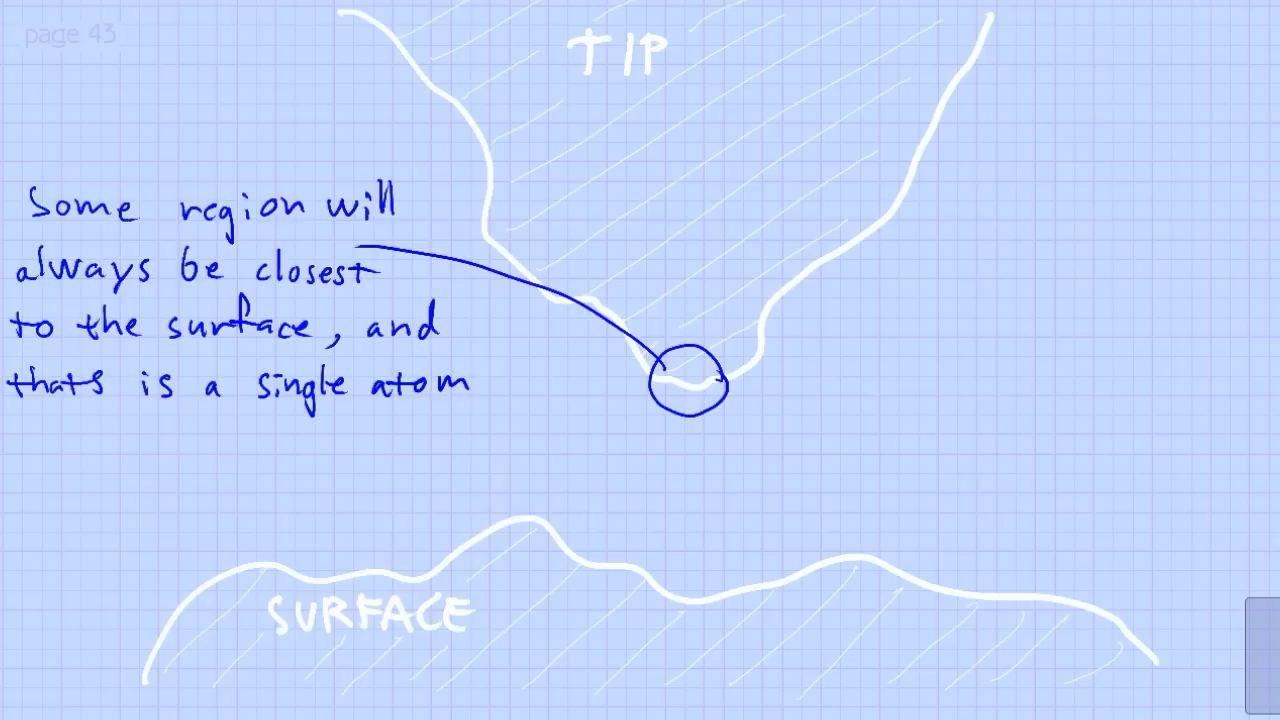 page 43
TIP
Some region will
always be closest
to the surface, and
thats is a single atom
SURFACE